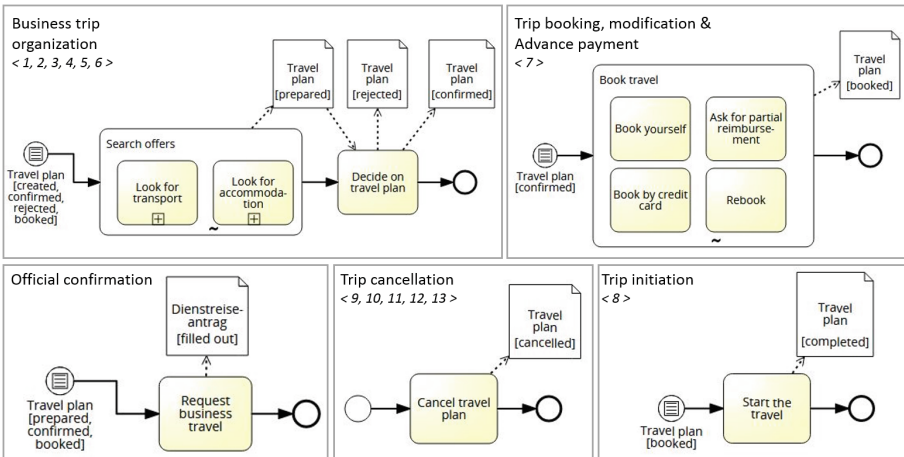 Business trip
organization
< 1, 2, 3, 4, 5, 6 >
Travel
plan
[prepared]
Travel
plan
[rejected]
Travel
plan
[confirmed]
Search offers
Look for
transport
Look for
accommoda-
tion
~
Decide on
travel plan
Travel plan
[created,
confirmed,
rejected,
booked]
Trip booking, modification &
Advance payment
< 7 >
Travel
plan
[booked]
Book travel
Book yourself
Ask for partial
reimburse-
ment
Book by credit
card
Rebook
~
Travel plan
[confirmed]
Official confirmation
Dienstreise-
antrag
[filled out]
Request
business
travel
Travel plan
[prepared,
confirmed,
booked]
Trip cancellation
< 9, 10, 11, 12, 13 >
Travel
plan
[cancelled]
Cancel travel
plan
Trip initiation
< 8 >
Travel
plan
[completed]
Start the
travel
Travel plan
[booked]